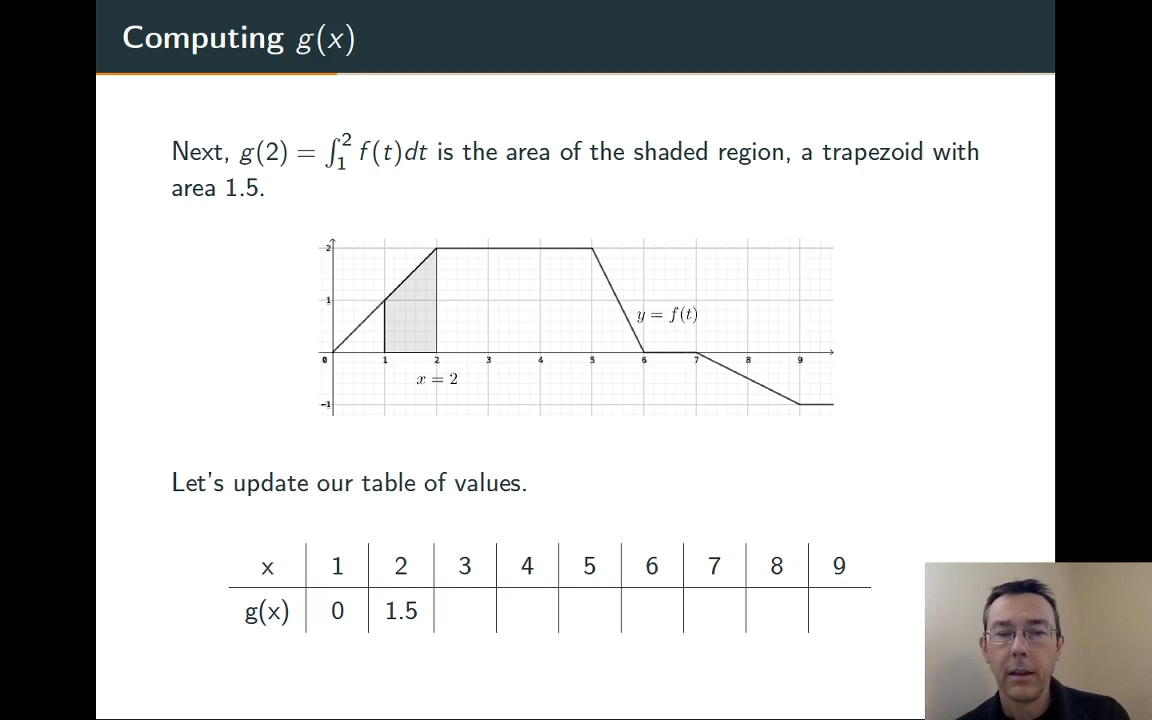 Computing g(x)
Next, g(2) = ∫₁² f(t)dt is the area of the shaded region, a trapezoid with
area 1.5.
2
1
y = f(t)
0 1 2 3 4 5 6 7 8 9
x = 2
-1
Let's update our table of values.
x 1 2 3 4 5 6 7 8 9
g(x) 0 1.5